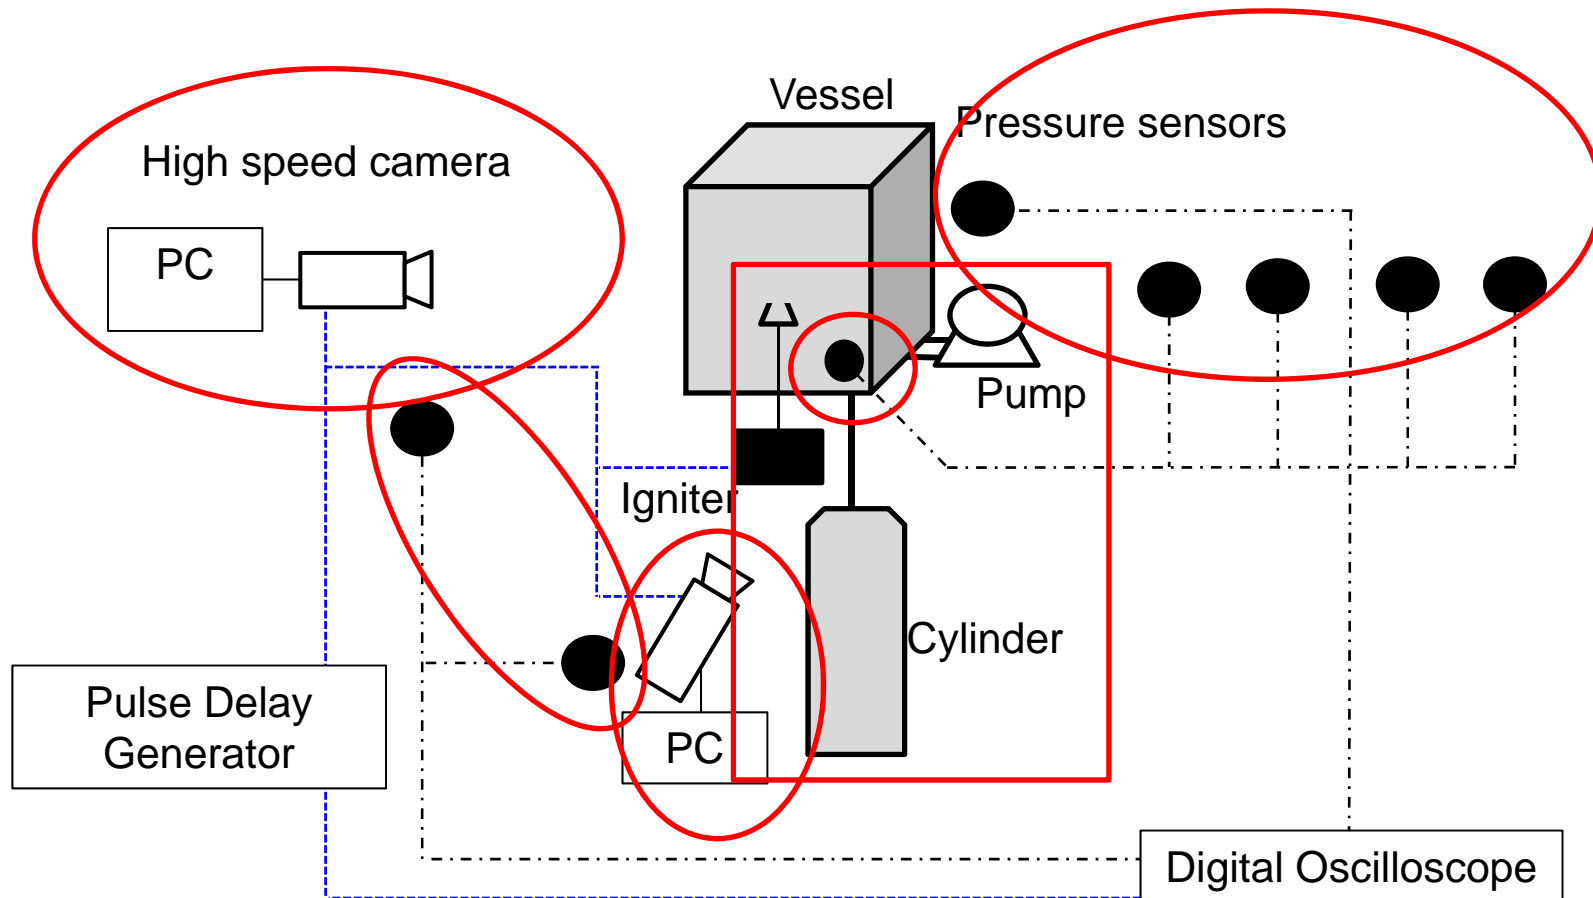 Vessel
Pressure sensors
High speed camera
PC
Pump
Igniter
Cylinder
Pulse Delay
Generator
PC
Digital Oscilloscope